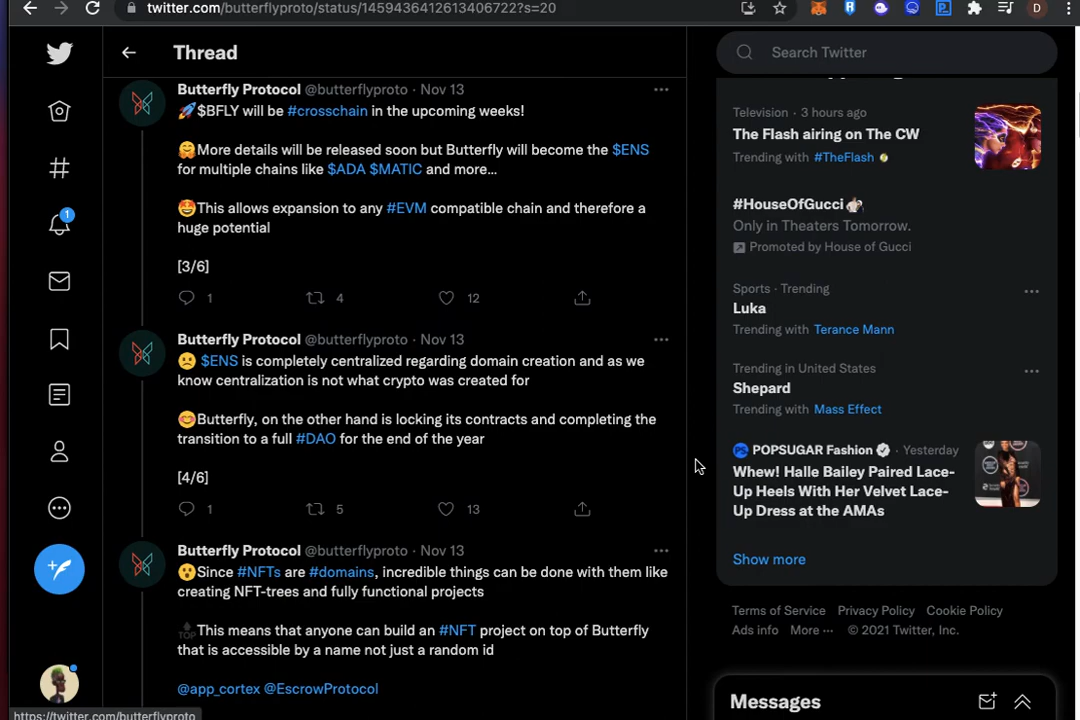 twitter.com/butterflyproto/status/1459436412613406722?s=20
D
Thread
Search Twitter
Butterfly Protocol @butterflyproto · Nov 13
🚀$BFLY will be #crosschain in the upcoming weeks!
🤗More details will be released soon but Butterfly will become the $ENS
for multiple chains like $ADA $MATIC and more...
🤩This allows expansion to any #EVM compatible chain and therefore a
huge potential
[3/6]
1 4 12
Butterfly Protocol @butterflyproto · Nov 13
🙁 $ENS is completely centralized regarding domain creation and as we
know centralization is not what crypto was created for
😊Butterfly, on the other hand is locking its contracts and completing the
transition to a full #DAO for the end of the year
[4/6]
1 5 13
Butterfly Protocol @butterflyproto · Nov 13
😮Since #NFTs are #domains, incredible things can be done with them like
creating NFT-trees and fully functional projects
🔝This means that anyone can build an #NFT project on top of Butterfly
that is accessible by a name not just a random id
@app_cortex @EscrowProtocol
1
Television · 3 hours ago
The Flash airing on The CW
Trending with #TheFlash
#HouseOfGucci
Only in Theaters Tomorrow.
Promoted by House of Gucci
Sports · Trending
Luka
Trending with Terance Mann
Trending in United States
Shepard
Trending with Mass Effect
POPSUGAR Fashion · Yesterday
Whew! Halle Bailey Paired Lace-
Up Heels With Her Velvet Lace-
Up Dress at the AMAs
Show more
Terms of Service Privacy Policy Cookie Policy
Ads info More ··· © 2021 Twitter, Inc.
Messages
https://twitter.com/butterflyproto